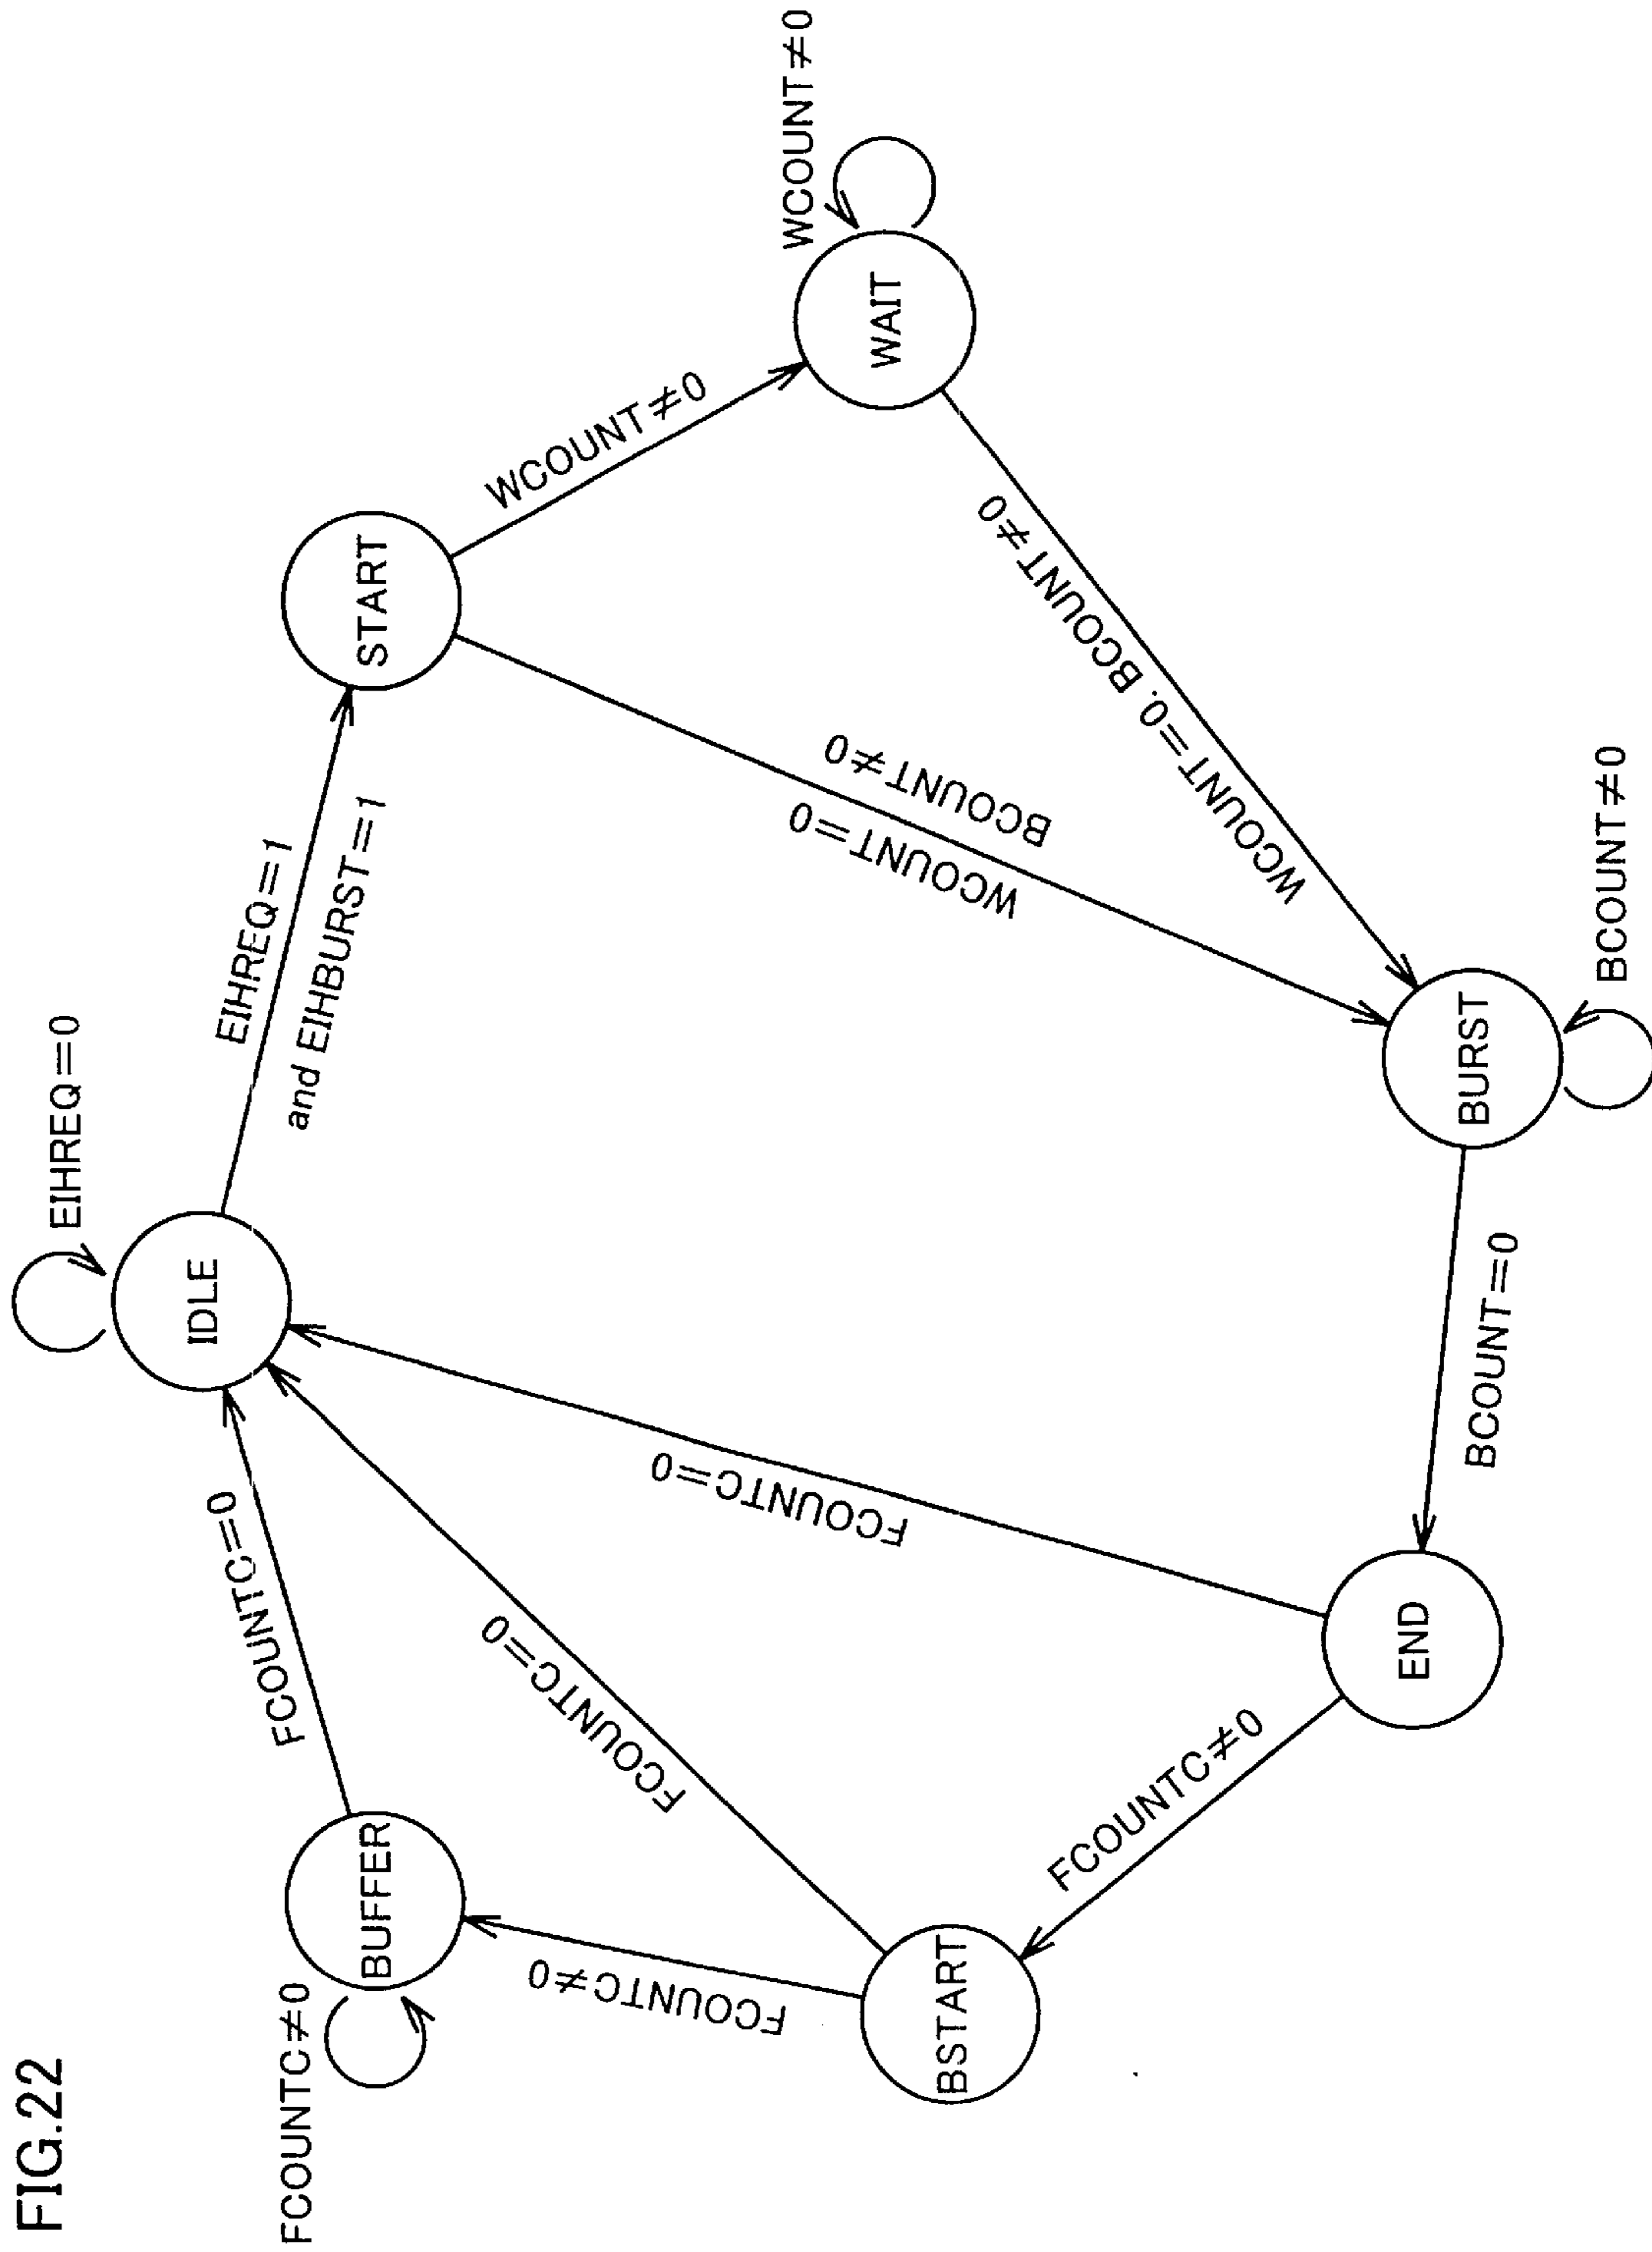 FIG.22
EIHREQ=0
IDLE
EIHREQ=1
and EIHBURST=1
START
WCOUNT≠0
WCOUNT≠0
WAIT
WCOUNT=0
BCOUNT≠0
WCOUNT=0. BCOUNT≠0
BURST
BCOUNT≠0
BCOUNT=0
END
FCOUNTC=0
FCOUNTC≠0
BSTART
FCOUNTC=0
FCOUNTC≠0
BUFFER
FCOUNTC≠0
FCOUNTC=0